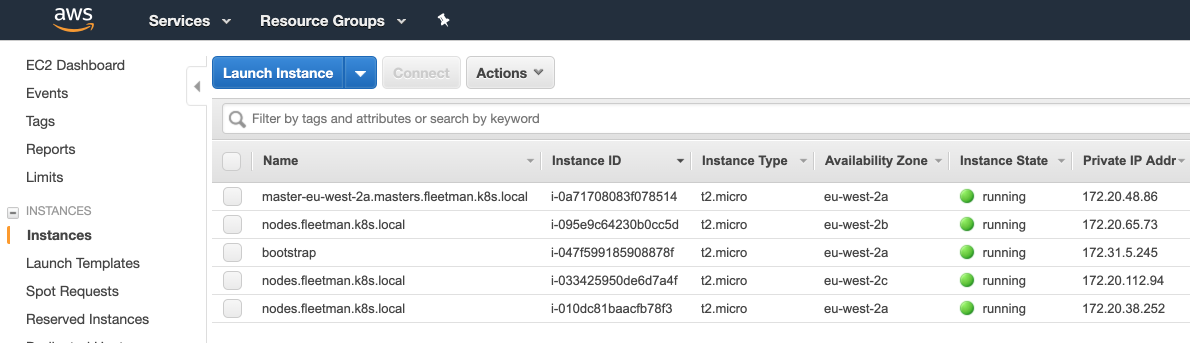 aws Services Resource Groups
EC2 Dashboard
Events
Tags
Reports
Limits
INSTANCES
Instances
Launch Templates
Spot Requests
Reserved Instances
Launch Instance Connect Actions
Filter by tags and attributes or search by keyword
Name Instance ID Instance Type Availability Zone Instance State Private IP Addr
master-eu-west-2a.masters.fleetman.k8s.local i-0a71708083f078514 t2.micro eu-west-2a running 172.20.48.86
nodes.fleetman.k8s.local i-095e9c64230b0cc5d t2.micro eu-west-2b running 172.20.65.73
bootstrap i-047f599185908878f t2.micro eu-west-2a running 172.31.5.245
nodes.fleetman.k8s.local i-033425950de6d7a4f t2.micro eu-west-2c running 172.20.112.94
nodes.fleetman.k8s.local i-010dc81baacfb78f3 t2.micro eu-west-2a running 172.20.38.252